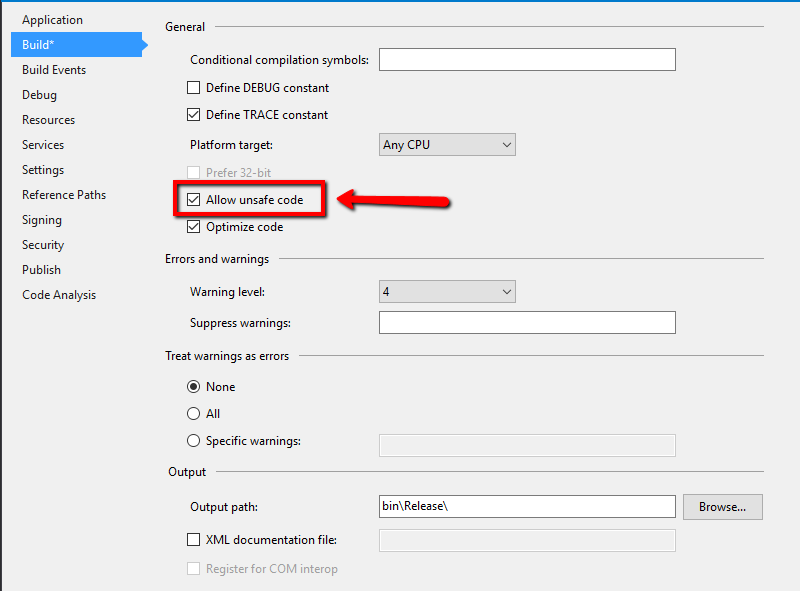 Application
Build*
Build Events
Debug
Resources
Services
Settings
Reference Paths
Signing
Security
Publish
Code Analysis
General
Conditional compilation symbols:
Define DEBUG constant
Define TRACE constant
Platform target: Any CPU
Prefer 32-bit
Allow unsafe code
Optimize code
Errors and warnings
Warning level: 4
Suppress warnings:
Treat warnings as errors
None
All
Specific warnings:
Output
Output path: bin\Release\ Browse...
XML documentation file:
Register for COM interop